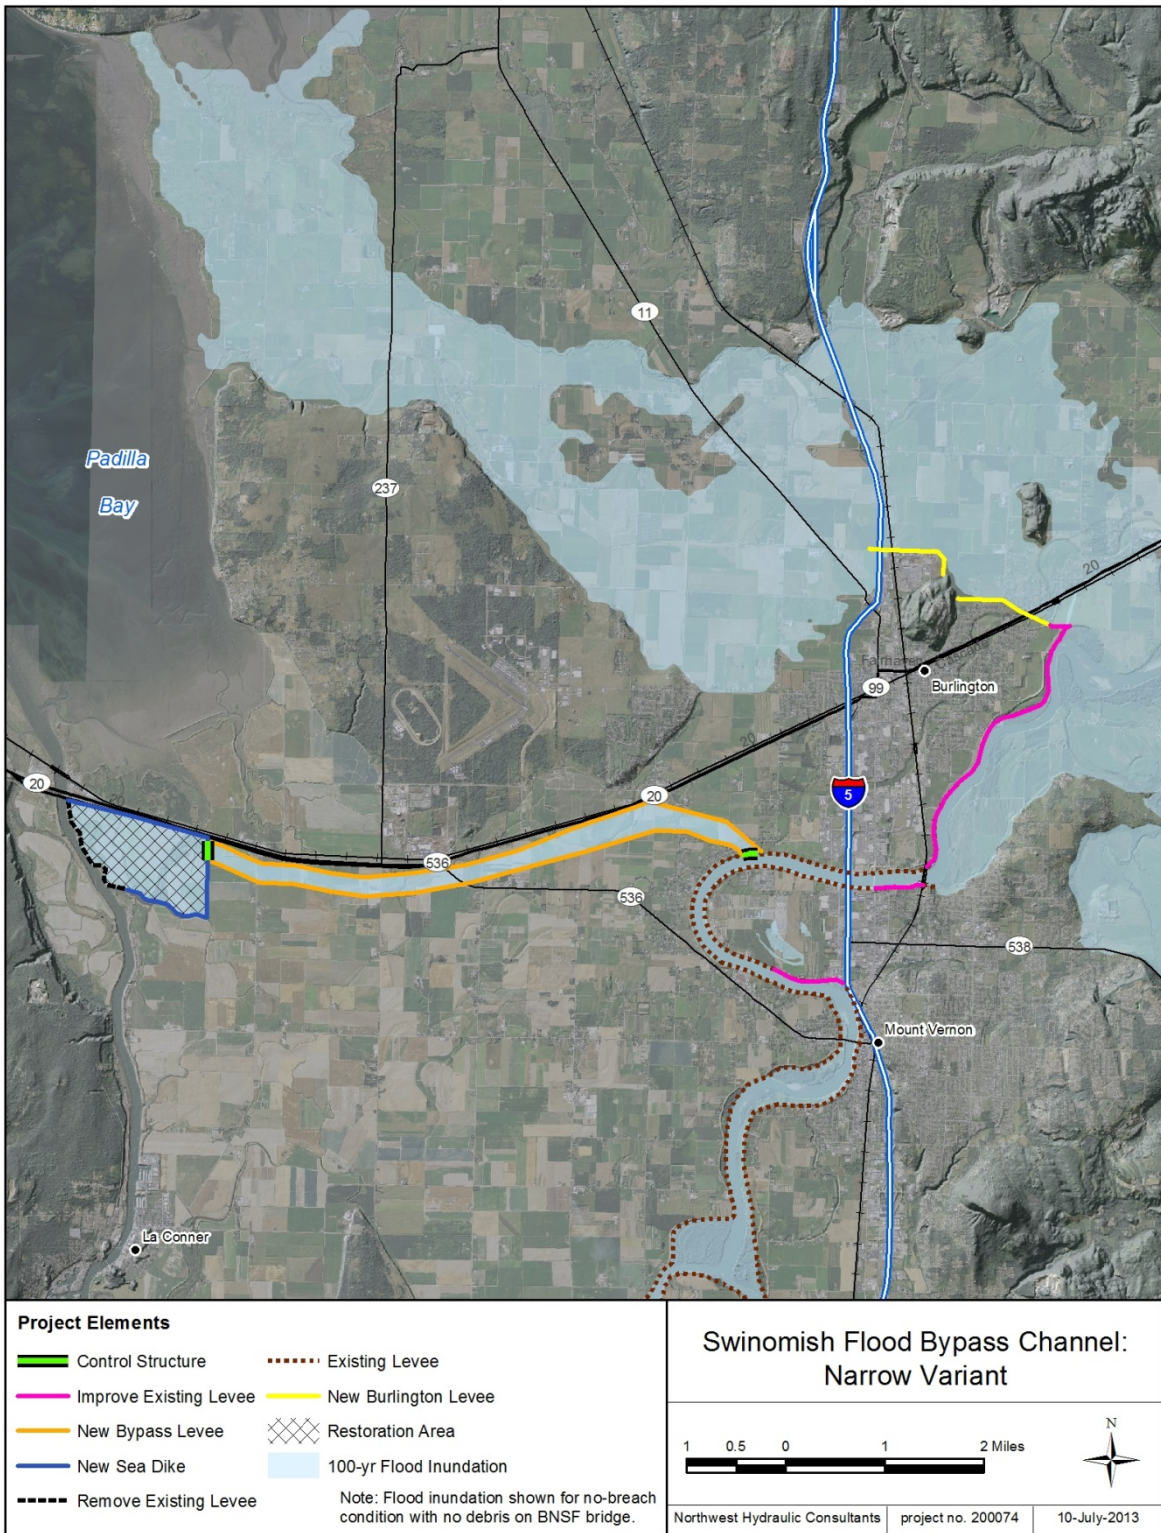 11
237
Padilla
Bay
20
Fairhaven
Burlington
99
20
5
20
20
536
536
538
Mount Vernon
La Conner
Project Elements
Control Structure
Improve Existing Levee
New Bypass Levee
New Sea Dike
Remove Existing Levee
Existing Levee
New Burlington Levee
Restoration Area
100-yr Flood Inundation
Note: Flood inundation shown for no-breach
condition with no debris on BNSF bridge.
Swinomish Flood Bypass Channel:
Narrow Variant
1 0.5 0 1 2 Miles
N
Northwest Hydraulic Consultants project no. 200074 10-July-2013